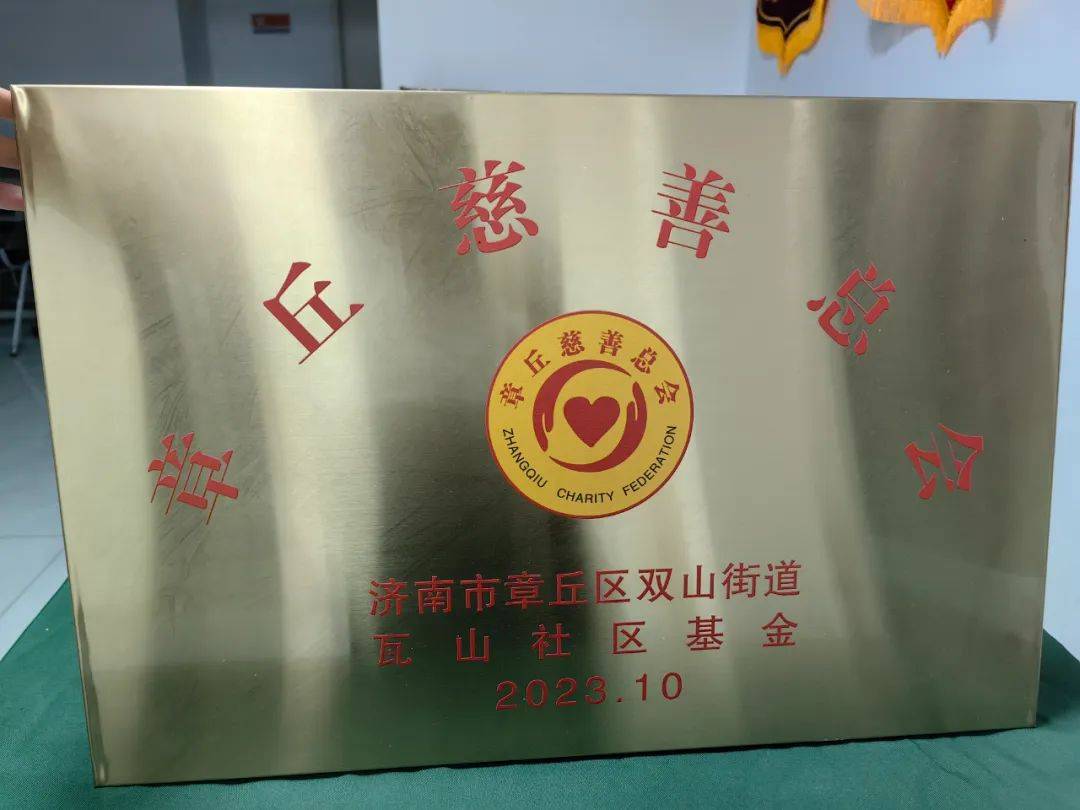 章丘慈善总会
章丘慈善总会
ZHANGQIU CHARITY FEDERATION
济南市章丘区双山街道
瓦山社区基金
2023.10